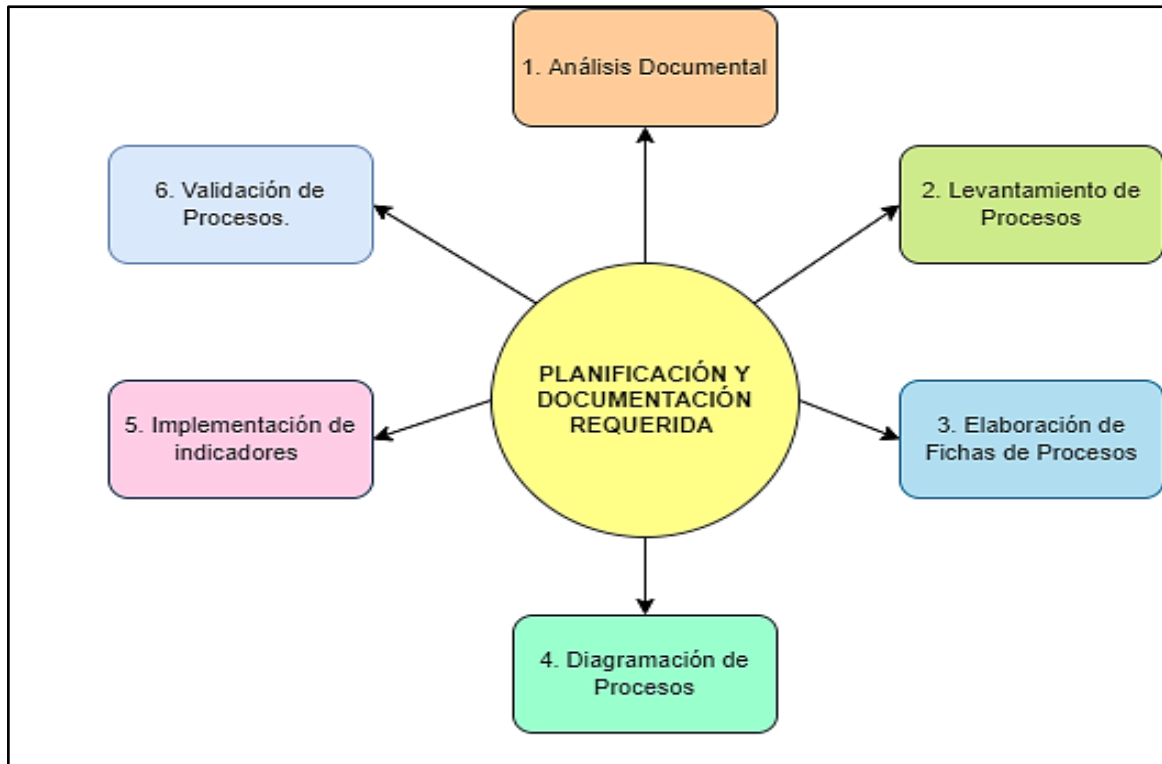 1. Análisis Documental
2. Levantamiento de
Procesos
3. Elaboración de
Fichas de Procesos
4. Diagramación de
Procesos
5. Implementación de
indicadores
6. Validación de
Procesos.
PLANIFICACIÓN Y
DOCUMENTACIÓN
REQUERIDA